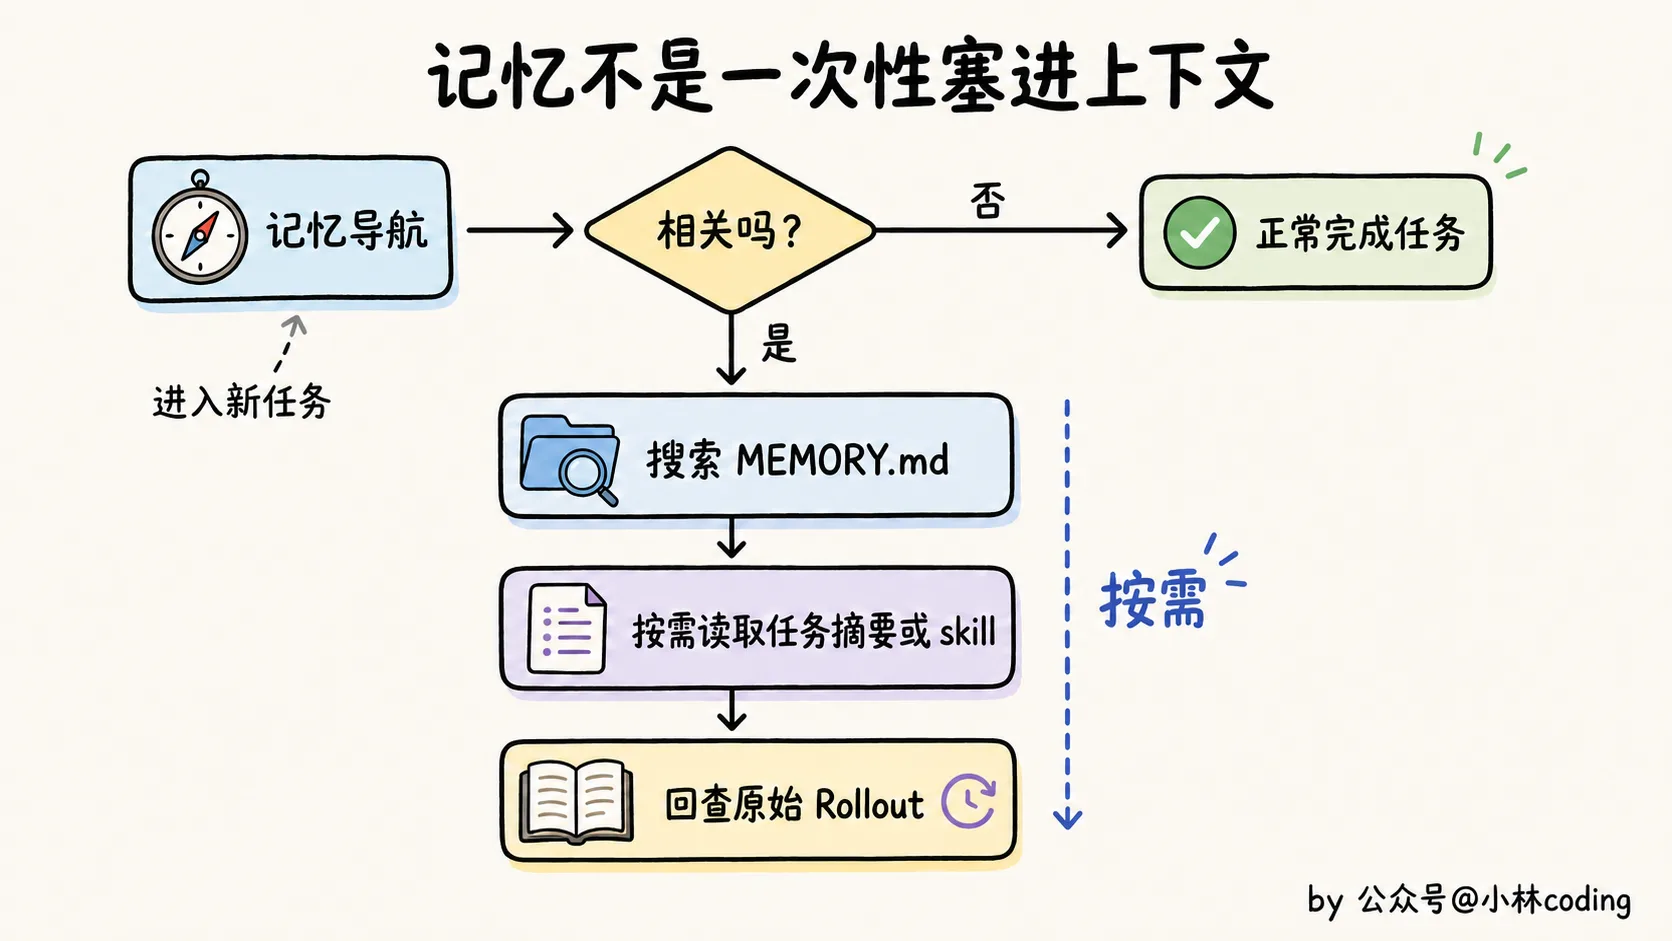 记忆不是一次性塞进上下文
记忆导航
相关吗？
否
正常完成任务
是
进入新任务
搜索 MEMORY.md
按需读取任务摘要或 skill
按需
回查原始 Rollout
by 公众号@小林coding